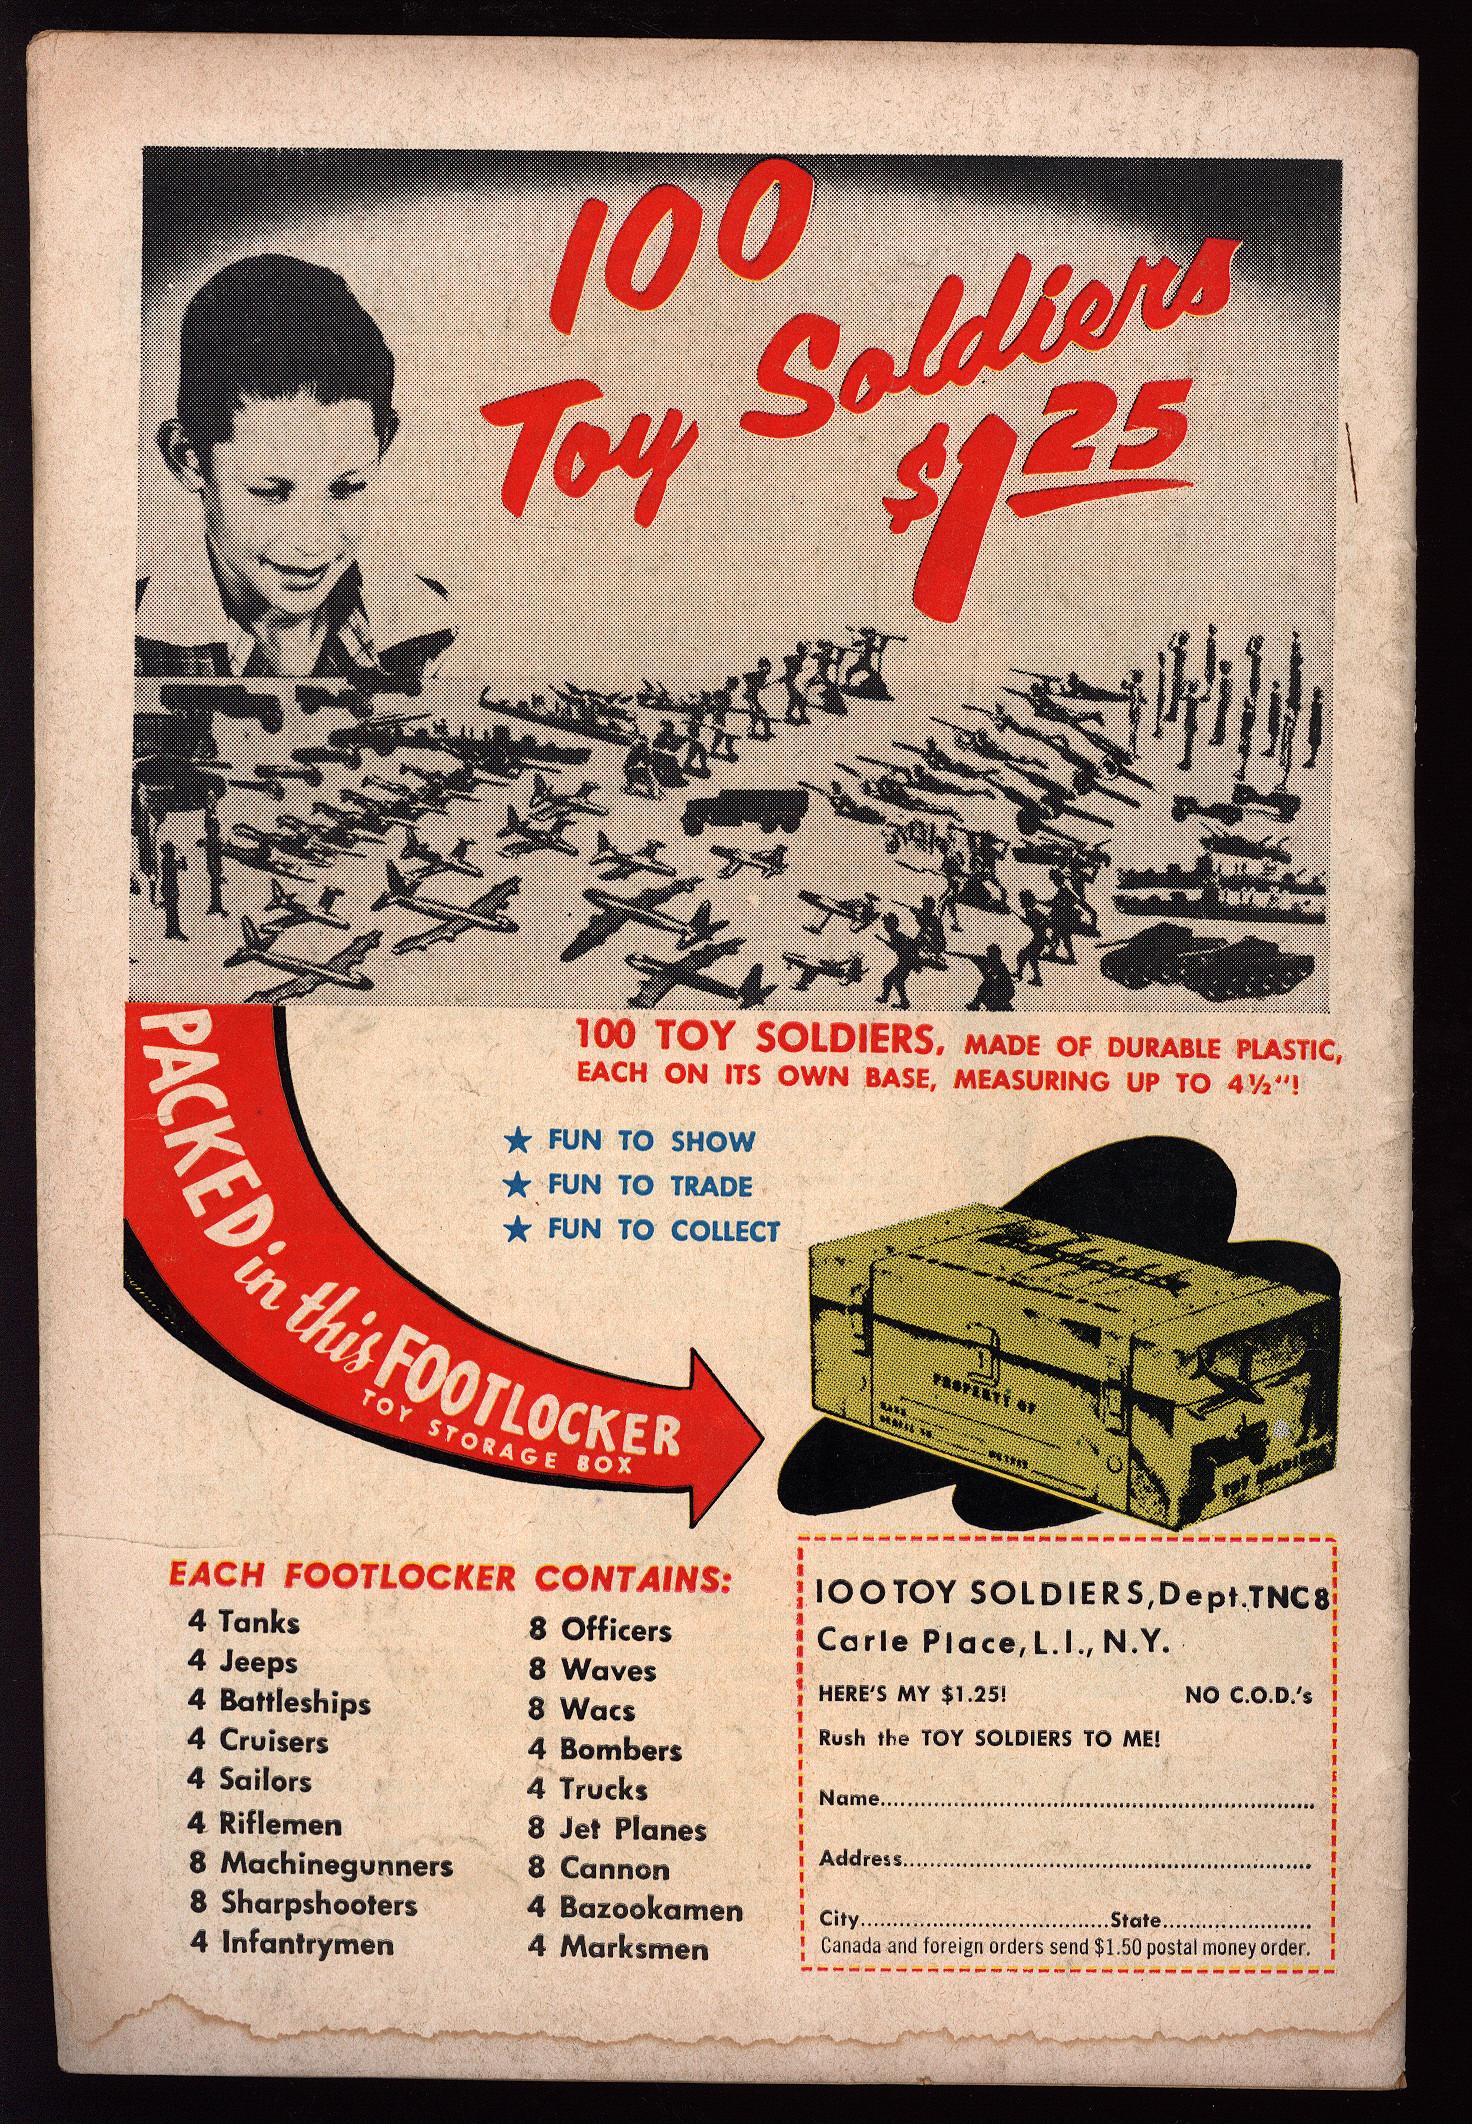 100
Toy Soldiers
$1.25
PACKED in this FOOTLOCKER
TOY STORAGE BOX
100 TOY SOLDIERS, MADE OF DURABLE PLASTIC,
EACH ON ITS OWN BASE, MEASURING UP TO 4½"!
★ FUN TO SHOW
★ FUN TO TRADE
★ FUN TO COLLECT
PROPERTY OF
EACH FOOTLOCKER CONTAINS:
4 Tanks
4 Jeeps
4 Battleships
4 Cruisers
4 Sailors
4 Riflemen
8 Machinegunners
8 Sharpshooters
4 Infantrymen
8 Officers
8 Waves
8 Wacs
4 Bombers
4 Trucks
8 Jet Planes
8 Cannon
4 Bazookamen
4 Marksmen
100 TOY SOLDIERS, Dept. TNC8
Carle Place, L.I., N.Y.
HERE'S MY $1.25! NO C.O.D.'s
Rush the TOY SOLDIERS TO ME!
Name
Address
City State
Canada and foreign orders send $1.50 postal money order.